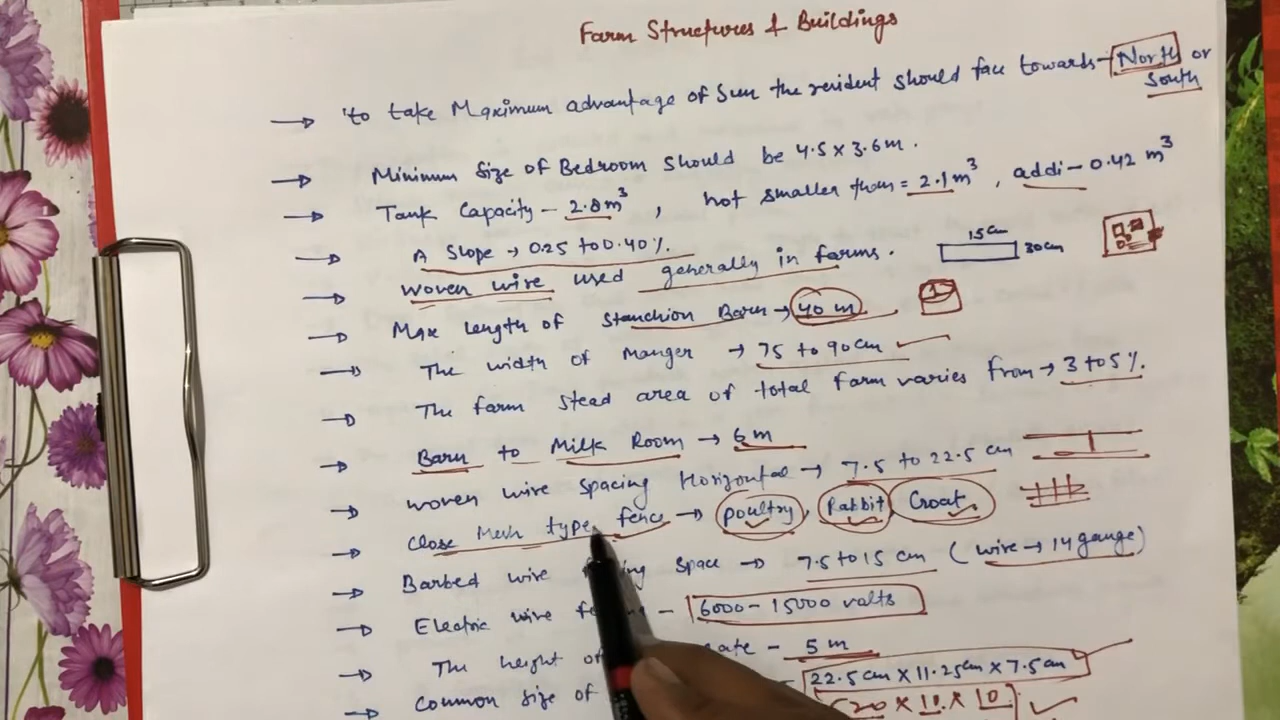 Farm Structures & Buildings
→ To take Maximum advantage of Sun the resident should face towards - North or South
→ Minimum Size of Bedroom should be 4.5 x 3.6 m.
→ Tank Capacity - 2.8 m³, not smaller than = 2.1 m³, addi - 0.42 m³
→ A Slope → 0.25 to 0.40 %.
→ Woven wire used generally in farms. 15 cm 30 cm
→ Max length of Stanchion Barn → 40 m
→ The width of Manger → 75 to 90 cm
→ The farm stead area of total farm varies from → 3 to 5 %.
→ Barn to Milk Room → 6 m
→ woven wire spacing Horizontal → 7.5 to 22.5 cm
→ Close Mesh type fence → Poultry, Rabbit Goat
→ Barbed wire space → 7.5 to 15 cm (wire → 14 gauge)
→ Electric wire - 6000 - 15000 volts
→ The height of - 5 m
→ Common size of 22.5 cm x 11.25 cm x 7.5 cm
20 x 10 x 10